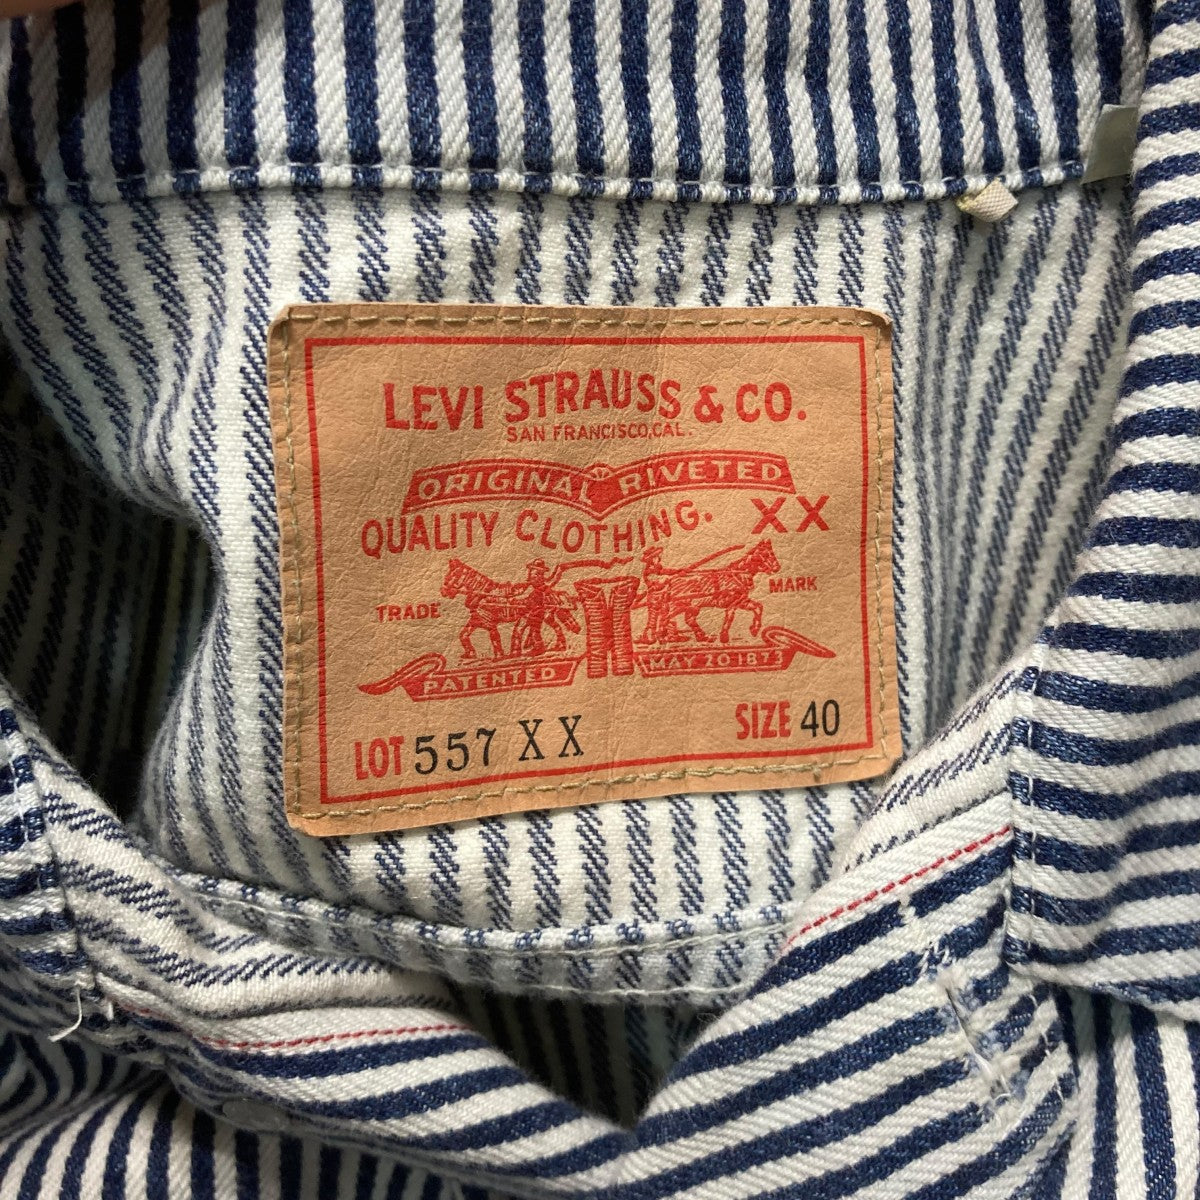 LEVI STRAUSS & CO.
SAN FRANCISCO, CAL.
ORIGINAL RIVETED
QUALITY CLOTHING. XX
TRADE MARK
PATENTED MAY 20 1873
LOT 557 XX SIZE 40